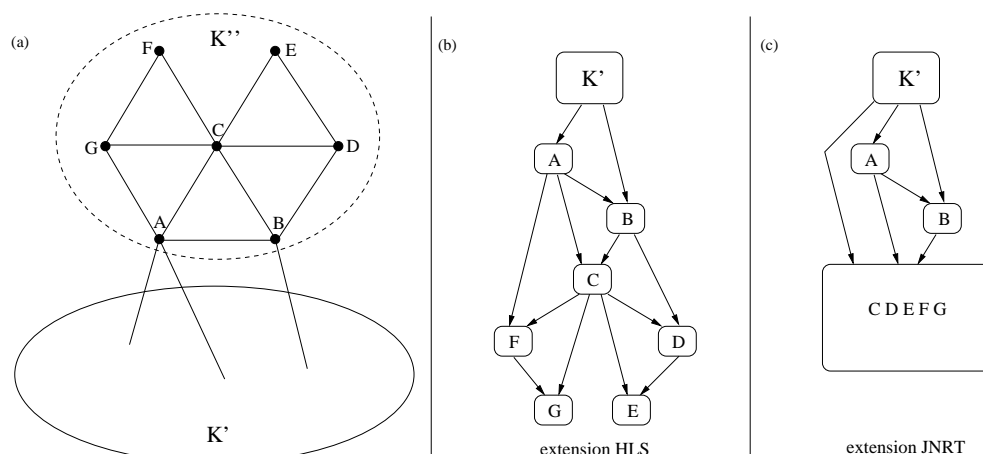 (a)
K''
F
E
C
G
D
A
B
K'
(b)
K'
A
B
C
F
D
G
E
extension HLS
(c)
K'
A
B
C D E F G
extension JNRT